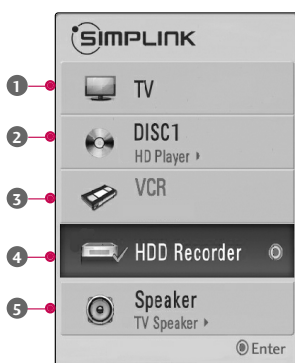 SIMPLINK
1 TV
2 DISC1
HD Player
3 VCR
4 HDD Recorder
5 Speaker
TV Speaker
Enter